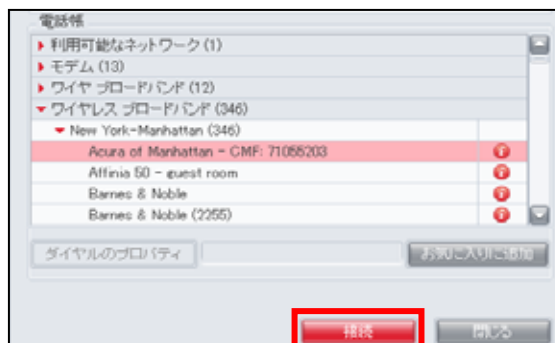 電話帳
利用可能なネットワーク (1)
モデム (13)
ワイヤ ブロードバンド (12)
ワイヤレス ブロードバンド (346)
New York-Manhattan (346)
Acura of Manhattan - CMF: 71055203
Affinia 50 - guest room
Barnes & Noble
Barnes & Noble (2255)
ダイヤルのプロパティ
お気に入りに追加
接続
閉じる